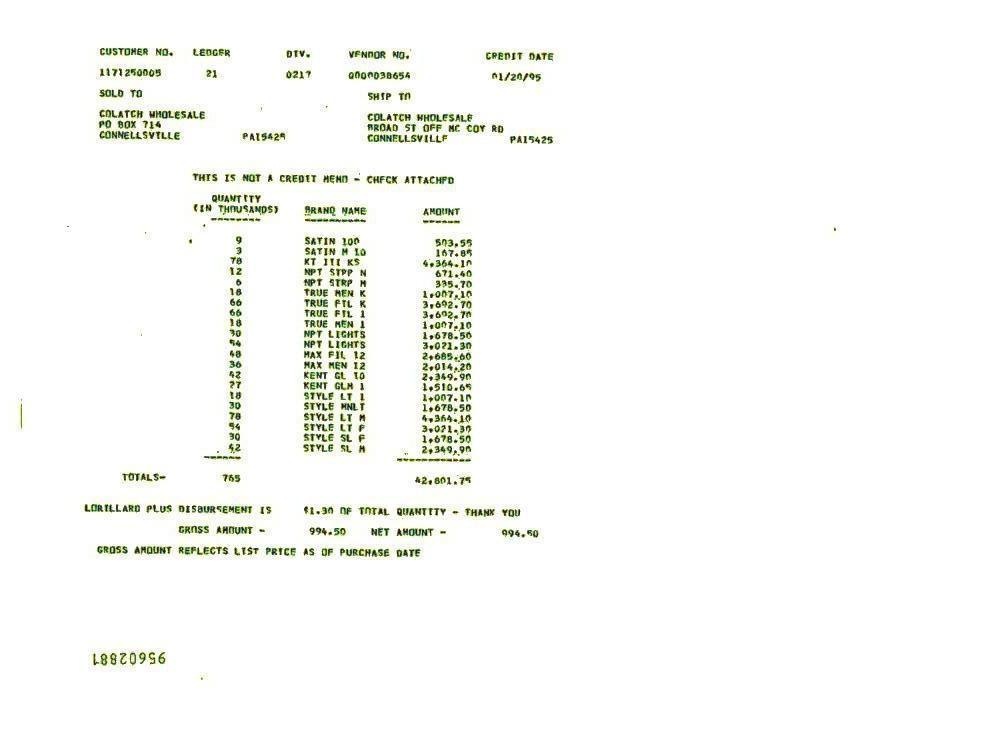 CUSTOMER NO. LEDGER DIV. VENDOR NO. CREDIT DATE
1171250005 21 0217 0000038654 01/20/95
SOLD TO SHIP TO
COLATCH WHOLESALE COLATCH WHOLESALE
PO BOX 714 BROAD ST OFF MC COY RD
CONNELLSVILLE PA15425 CONNELLSVILLE PA15425
THIS IS NOT A CREDIT MEMO - CHECK ATTACHED
QUANTITY
(IN THOUSANDS) BRAND NAME AMOUNT
9 SATIN 100 503.55
3 SATIN M 10 167.85
78 KT III KS 4,364.10
12 NPT STRP N 671.40
6 NPT STRP M 335.70
18 TRUE MEN K 1,007.10
66 TRUE FIL K 3,692.70
66 TRUE FIL 1 3,692.70
18 TRUE MEN 1 1,007.10
30 NPT LIGHTS 1,678.50
54 NPT LIGHTS 3,021.30
48 MAX FIL 12 2,685.60
36 MAX MEN 12 2,014.20
42 KENT GL 10 2,349.90
27 KENT GLM 1 1,510.65
18 STYLE LT 1 1,007.10
30 STYLE MNLT 1,678.50
78 STYLE LT M 4,364.10
54 STYLE LT F 3,021.30
30 STYLE SL F 1,678.50
42 STYLE SL M 2,349.90
TOTALS- 765 42,801.75
LORILLARD PLUS DISBURSEMENT IS $1.30 OF TOTAL QUANTITY - THANK YOU
GROSS AMOUNT - 994.50 NET AMOUNT - 994.50
GROSS AMOUNT REFLECTS LIST PRICE AS OF PURCHASE DATE
95602881